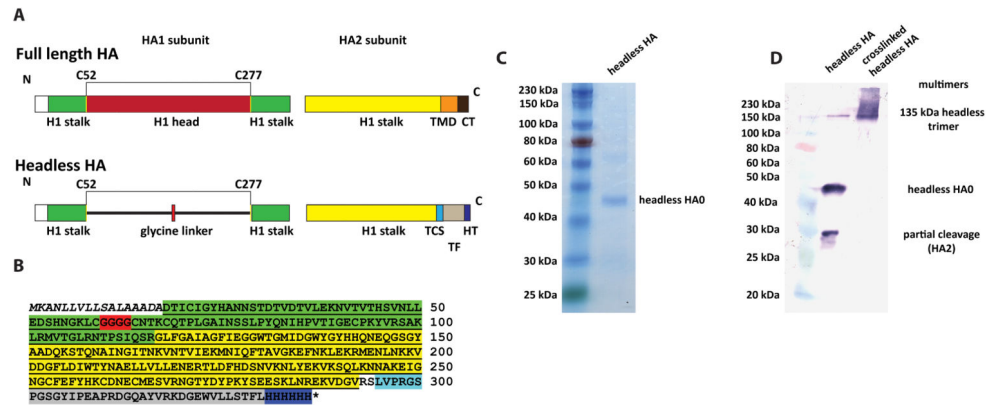 A
HA1 subunit
HA2 subunit
Full length HA
N
C52
C277
C
H1 stalk
H1 head
H1 stalk
H1 stalk
TMD
CT
Headless HA
N
C52
C277
C
H1 stalk
glycine linker
H1 stalk
H1 stalk
TCS
TF
HT
B
MKANLLVLLSALAAADADTICIGYHANNSTDTVDTVLEKNVTVTHSVNLL 50
EDSHNGKLCGGGGCNTKCQTPLGAINSSLPYQNIHPVTIGECPKYVRSAK 100
LRMVTGLRNTPSIQSRGLFGAIAGFIEGGWTGMIDGWYGYHHQNEQGSGY 150
AADQKSTQNAINGITNKVNTVIEKMNIQFTAVGKEFNKLEKRMENLNKKV 200
DDGFLDIWTYNAELLVLLENERTLDFHDSNVKNLYEKVKSQLKNNAKEIG 250
NGCFEFYHKCDNECMESVRNGTYDYPKYSEESKLNREKVDGVRSLVPRGS 300
PGSGYIPEAPRDGQAYVRKDGEWVLLSTFLHHHHHH*
C
headless HA
230 kDa
150 kDa
100 kDa
80 kDa
60 kDa
50 kDa
40 kDa
30 kDa
25 kDa
headless HA0
D
headless HA
crosslinked
headless HA
230 kDa
150 kDa
100 kDa
80 kDa
60 kDa
50 kDa
40 kDa
30 kDa
20 kDa
multimers
135 kDa headless
trimer
headless HA0
partial cleavage
(HA2)